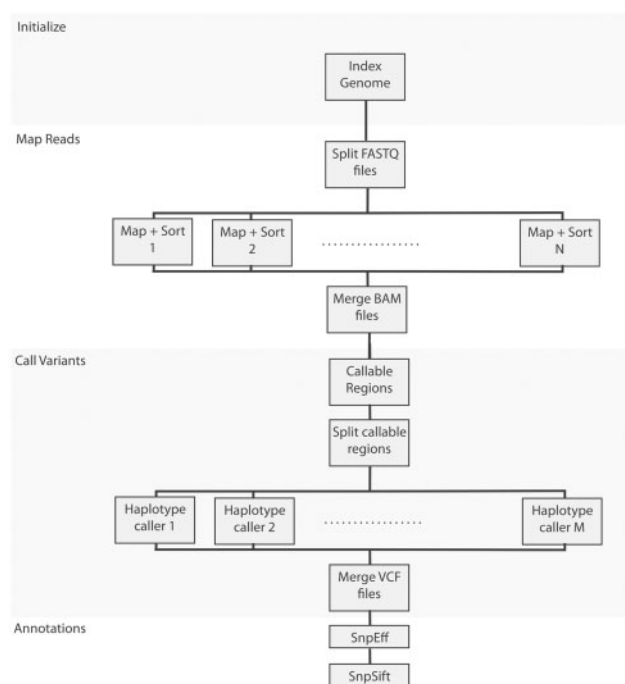 Initialize
Index
Genome
Map Reads
Split FASTQ
files
Map + Sort
1
Map + Sort
2
....................
Map + Sort
N
Merge BAM
files
Call Variants
Callable
Regions
Split callable
regions
Haplotype
caller 1
Haplotype
caller 2
....................
Haplotype
caller M
Merge VCF
files
Annotations
SnpEff
SnpSift